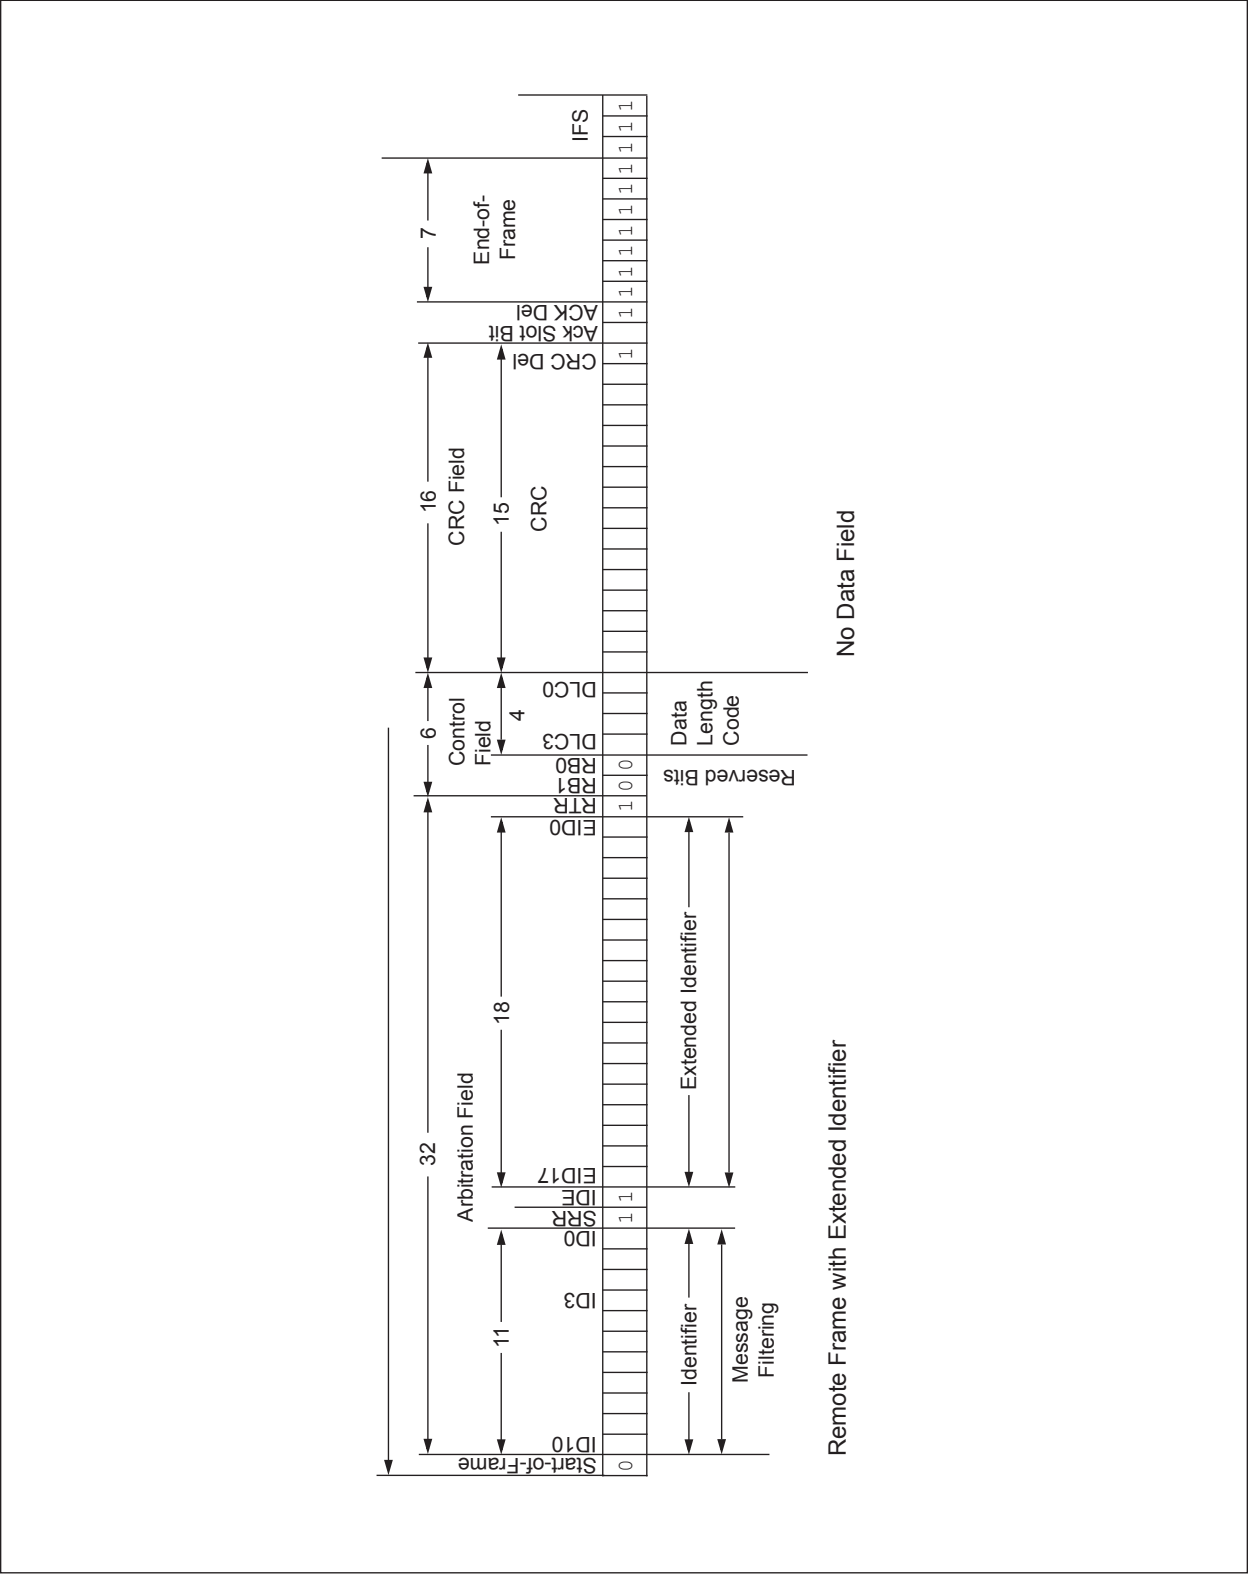 32
Arbitration Field
6
Control
Field
16
CRC Field
7
End-of-
Frame
IFS
11
18
4
15
CRC
Start-of-Frame
ID10
ID3
ID0
SRR
IDE
EID17
EID0
RTR
RB1
RB0
DLC3
DLC0
CRC Del
Ack Slot Bit
ACK Del
0 1 1 1 0 0 1 1 1 1 1 1 1 1 1 1 1 1
Identifier
Message
Filtering
Extended Identifier
Reserved Bits
Data
Length
Code
Remote Frame with Extended Identifier
No Data Field